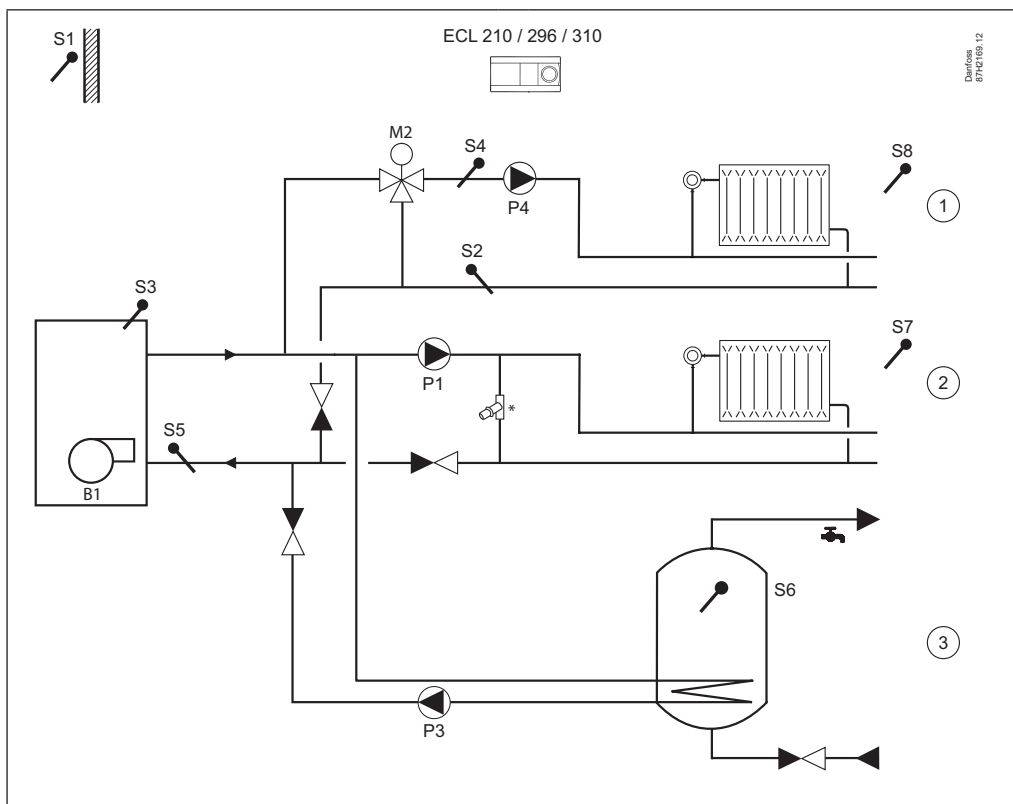 S1
ECL 210 / 296 / 310
Danfoss
87H2169.12
M2
S4
S8
P4
1
S2
S3
S7
P1
2
*
S5
B1
S6
3
P3